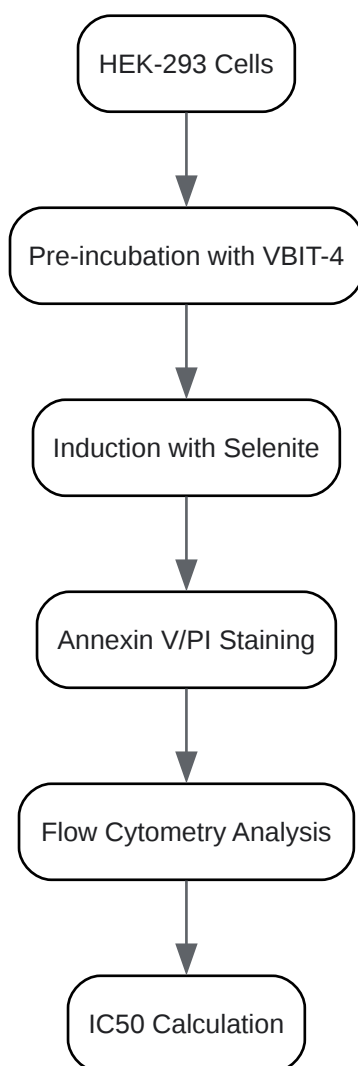 HEK-293 Cells
Pre-incubation with VBIT-4
Induction with Selenite
Annexin V/PI Staining
Flow Cytometry Analysis
IC50 Calculation